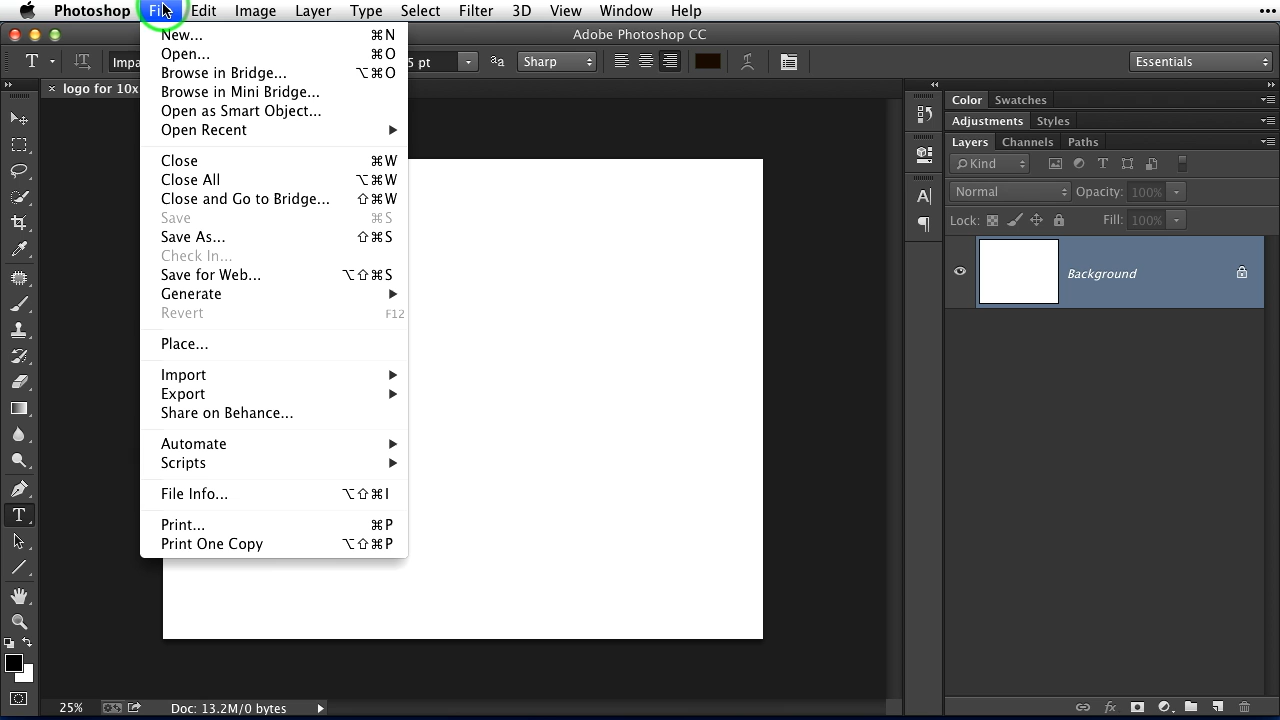 Photoshop File Edit Image Layer Type Select Filter 3D View Window Help
Adobe Photoshop CC
T T Impa 5 pt aa Sharp Essentials
× logo for 10x
New... ⌘N
Open... ⌘O
Browse in Bridge... ⌥⌘O
Browse in Mini Bridge...
Open as Smart Object...
Open Recent
Close ⌘W
Close All ⌥⌘W
Close and Go to Bridge... ⇧⌘W
Save ⌘S
Save As... ⇧⌘S
Check In...
Save for Web... ⌥⇧⌘S
Generate
Revert F12
Place...
Import
Export
Share on Behance...
Automate
Scripts
File Info... ⌥⇧⌘I
Print... ⌘P
Print One Copy ⌥⇧⌘P
Color Swatches
Adjustments Styles
Layers Channels Paths
Kind
Normal Opacity: 100%
Lock: Fill: 100%
Background
25% Doc: 13.2M/0 bytes